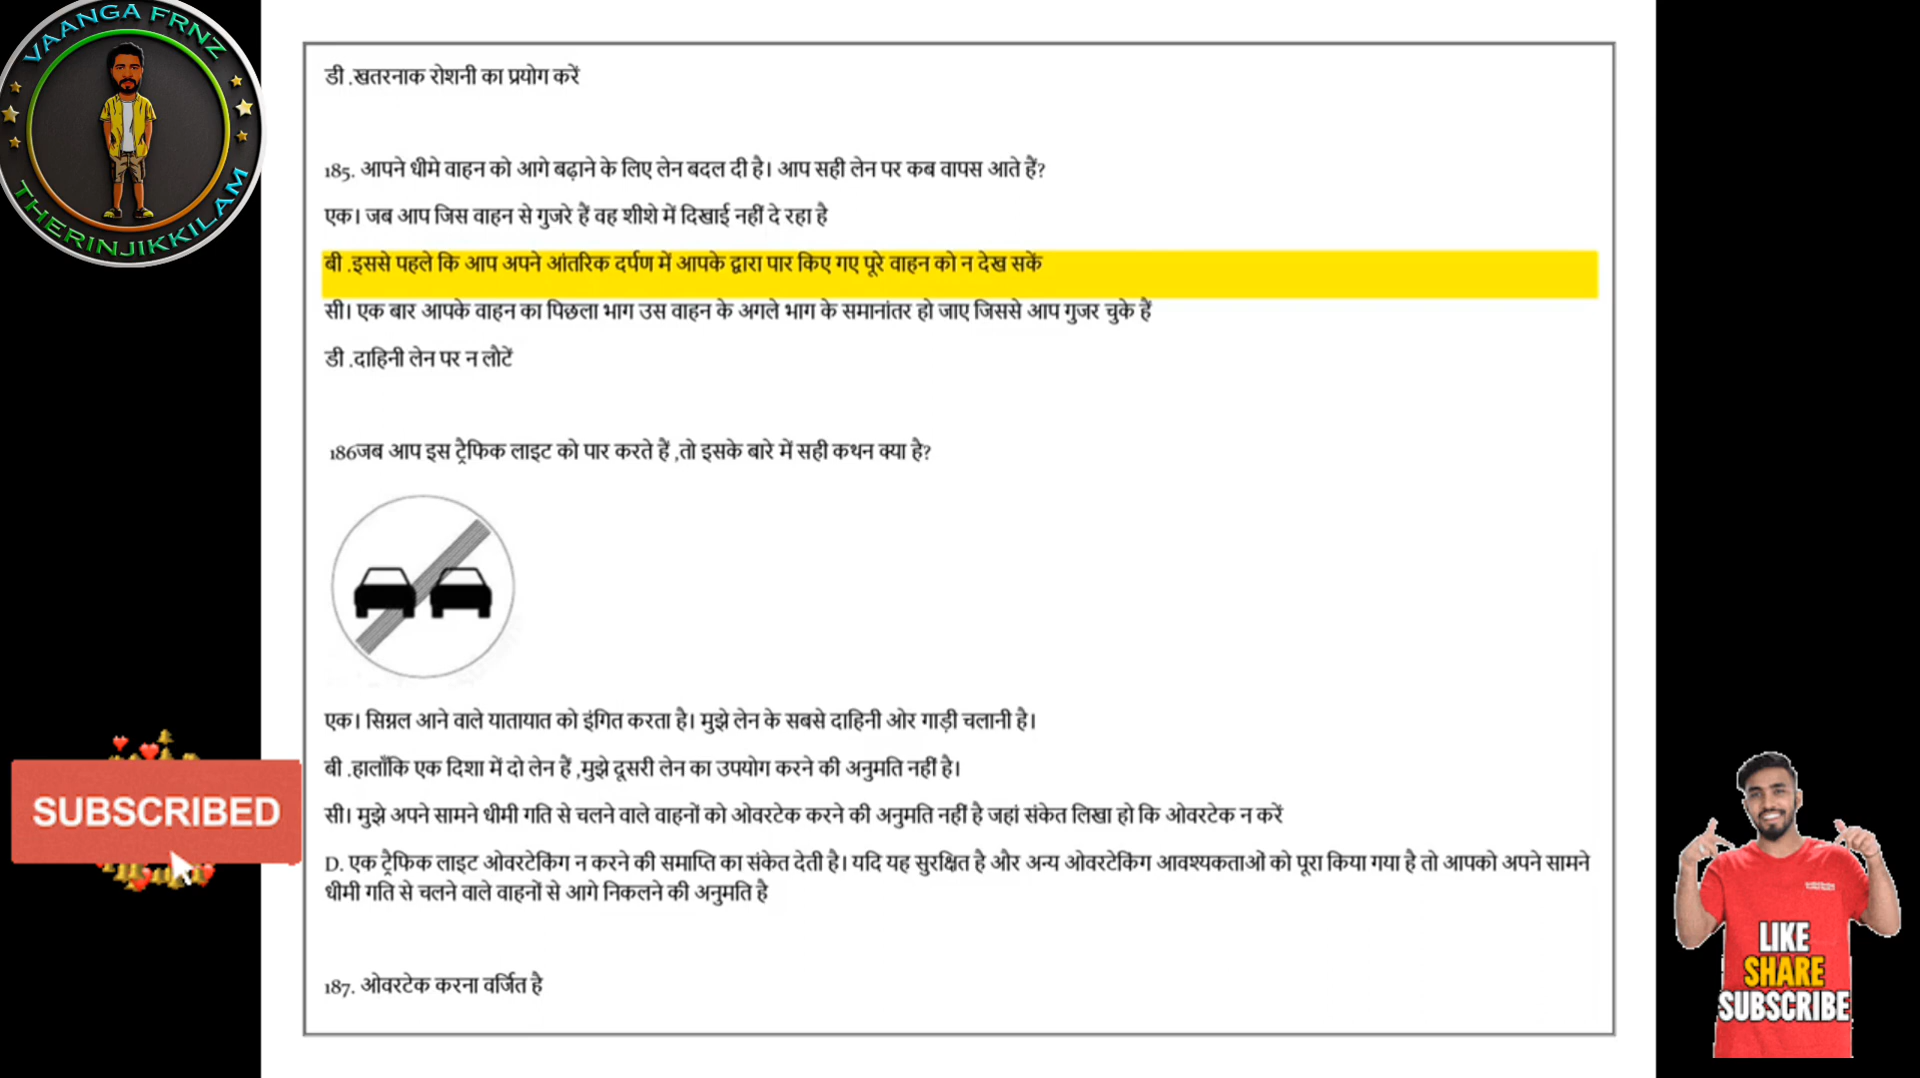 VAANGA FRNZ
THERINJIKKILAM
डी .खतरनाक रोशनी का प्रयोग करें
185. आपने धीमे वाहन को आगे बढ़ाने के लिए लेन बदल दी है। आप सही लेन पर कब वापस आते हैं?
एक। जब आप जिस वाहन से गुजरे हैं वह शीशे में दिखाई नहीं दे रहा है
बी .इससे पहले कि आप अपने आंतरिक दर्पण में आपके द्वारा पार किए गए पूरे वाहन को न देख सकें
सी। एक बार आपके वाहन का पिछला भाग उस वाहन के अगले भाग के समानांतर हो जाए जिससे आप गुजर चुके हैं
डी .दाहिनी लेन पर न लौटें
186जब आप इस ट्रैफिक लाइट को पार करते हैं ,तो इसके बारे में सही कथन क्या है?
एक। सिग्नल आने वाले यातायात को इंगित करता है। मुझे लेन के सबसे दाहिनी ओर गाड़ी चलानी है।
बी .हालाँकि एक दिशा में दो लेन हैं ,मुझे दूसरी लेन का उपयोग करने की अनुमति नहीं है।
सी। मुझे अपने सामने धीमी गति से चलने वाले वाहनों को ओवरटेक करने की अनुमति नहीं है जहां संकेत लिखा हो कि ओवरटेक न करें
D. एक ट्रैफिक लाइट ओवरटेकिंग न करने की समाप्ति का संकेत देती है। यदि यह सुरक्षित है और अन्य ओवरटेकिंग आवश्यकताओं को पूरा किया गया है तो आपको अपने सामने
धीमी गति से चलने वाले वाहनों से आगे निकलने की अनुमति है
187. ओवरटेक करना वर्जित है
SUBSCRIBED
LIKE
SHARE
SUBSCRIBE